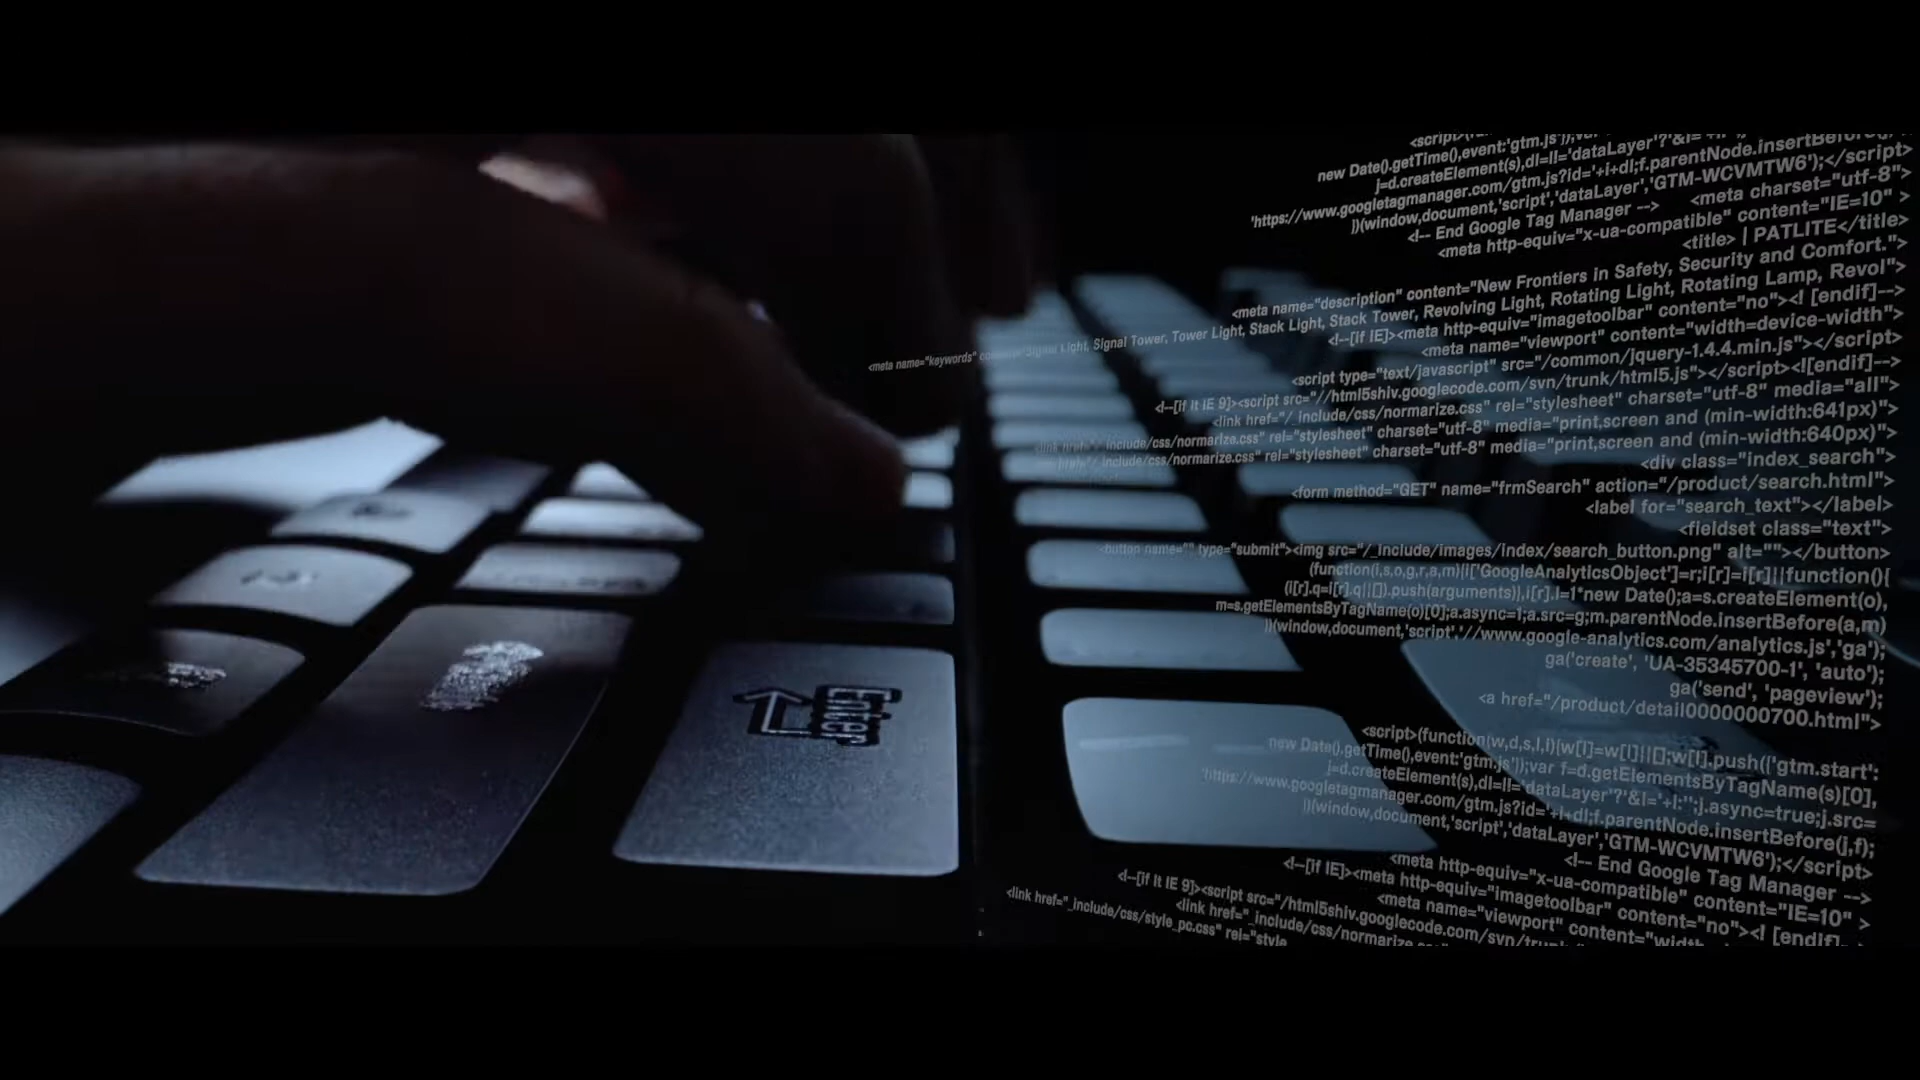 Enter
new Date().getTime(),event:'gtm.js'});var
j=d.createElement(s),dl=l!='dataLayer'?'&l='+l:'';
'https://www.googletagmanager.com/gtm.js?id='+i+dl;f.parentNode.insertBefore(j,
})(window,document,'script','dataLayer','GTM-WCVMTW6');</script>
<!-- End Google Tag Manager --> <meta charset="utf-8">
<meta http-equiv="x-ua-compatible" content="IE=10" >
<title> | PATLITE</title>
<meta name="description" content="New Frontiers in Safety, Security and Comfort.">
<meta name="keywords" Light, Signal Tower, Tower Light, Stack Light, Stack Tower, Revolving Light, Rotating Light, Rotating Lamp, Revol">
<!--[if IE]><meta http-equiv="imagetoolbar" content="no"><! [endif]-->
<meta name="viewport" content="width=device-width">
<script type="text/javascript" src="/common/jquery-1.4.4.min.js"></script>
<!--[if lt IE 9]><script src="//html5shiv.googlecode.com/svn/trunk/html5.js"></script><![endif]-->
<link href="/_include/css/normarize.css" rel="stylesheet" charset="utf-8" media="all">
<link href="/_include/css/normarize.css" rel="stylesheet" charset="utf-8" media="print,screen and (min-width:641px)">
include/css/normarize.css" rel="stylesheet" charset="utf-8" media="print,screen and (min-width:640px)">
<div class="index_search">
<form method="GET" name="frmSearch" action="/product/search.html">
<label for="search_text"></label>
<fieldset class="text">
<button name="" type="submit"><img src="/_include/images/index/search_button.png" alt=""></button>
(function(i,s,o,g,r,a,m){i['GoogleAnalyticsObject']=r;i[r]=i[r]||function(){
(i[r].q=i[r].q||[]).push(arguments)},i[r].l=1*new Date();a=s.createElement(o),
m=s.getElementsByTagName(o)[0];a.async=1;a.src=g;m.parentNode.insertBefore(a,m)
})(window,document,'script','//www.google-analytics.com/analytics.js','ga');
ga('create', 'UA-35345700-1', 'auto');
ga('send', 'pageview');
<a href="/product/detail0000000700.html">
<script>(function(w,d,s,l,i){w[l]=w[l]||[];w[l].push({'gtm.start':
new Date().getTime(),event:'gtm.js'});var f=d.getElementsByTagName(s)[0],
j=d.createElement(s),dl=l!='dataLayer'?'&l='+l:'';j.async=true;j.src=
'https://www.googletagmanager.com/gtm.js?id='+i+dl;f.parentNode.insertBefore(j,f);
})(window,document,'script','dataLayer','GTM-WCVMTW6');</script>
<!-- End Google Tag Manager -->
<meta http-equiv="x-ua-compatible" content="IE=10" >
<!--[if IE]><meta http-equiv="imagetoolbar" content="no"><! [endif]-->
<meta name="viewport" content="width
<!--[if lt IE 9]><script src="/html5shiv.googlecode.com/svn/trunk/
<link href="_include/css/normarize.css"
<link href="_include/css/style_pc.css" rel="style